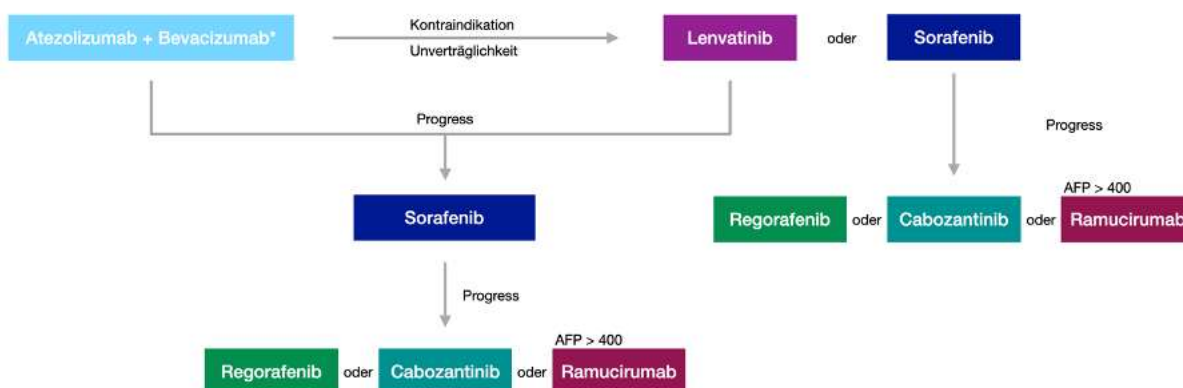 Atezolizumab + Bevacizumab*
Kontraindikation
Unverträglichkeit
Lenvatinib oder Sorafenib
Progress
Progress
AFP > 400
Sorafenib
Regorafenib oder Cabozantinib oder Ramucirumab
Progress
AFP > 400
Regorafenib oder Cabozantinib oder Ramucirumab